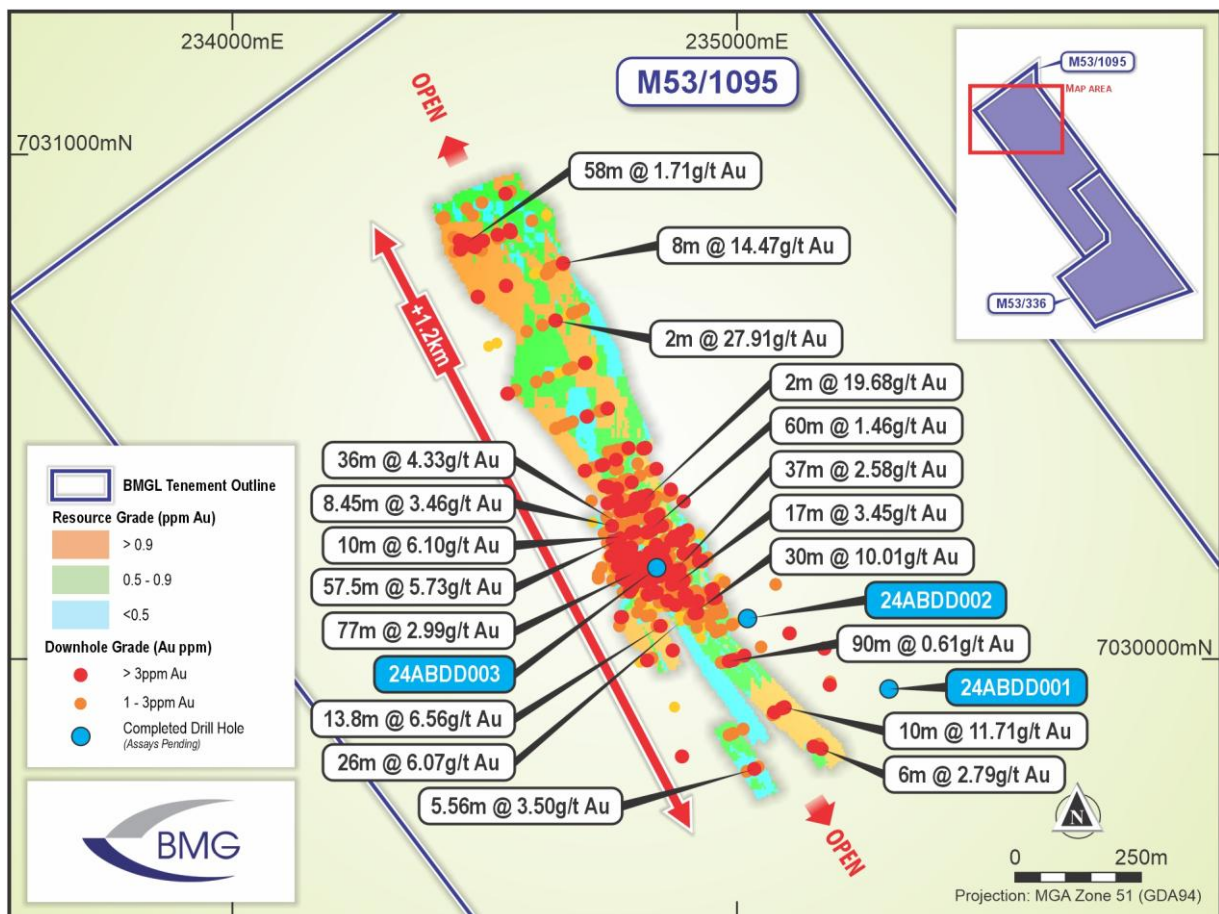 234000mE
235000mE
M53/1095
M53/1095
MAP AREA
M53/336
7031000mN
7030000mN
OPEN
+1.2km
58m @ 1.71g/t Au
8m @ 14.47g/t Au
2m @ 27.91g/t Au
2m @ 19.68g/t Au
60m @ 1.46g/t Au
37m @ 2.58g/t Au
17m @ 3.45g/t Au
30m @ 10.01g/t Au
24ABDD002
90m @ 0.61g/t Au
24ABDD001
10m @ 11.71g/t Au
6m @ 2.79g/t Au
36m @ 4.33g/t Au
8.45m @ 3.46g/t Au
10m @ 6.10g/t Au
57.5m @ 5.73g/t Au
77m @ 2.99g/t Au
24ABDD003
13.8m @ 6.56g/t Au
26m @ 6.07g/t Au
5.56m @ 3.50g/t Au
OPEN
BMGL Tenement Outline
Resource Grade (ppm Au)
> 0.9
0.5 - 0.9
<0.5
Downhole Grade (Au ppm)
> 3ppm Au
1 - 3ppm Au
Completed Drill Hole
(Assays Pending)
BMG
N
0 250m
Projection: MGA Zone 51 (GDA94)